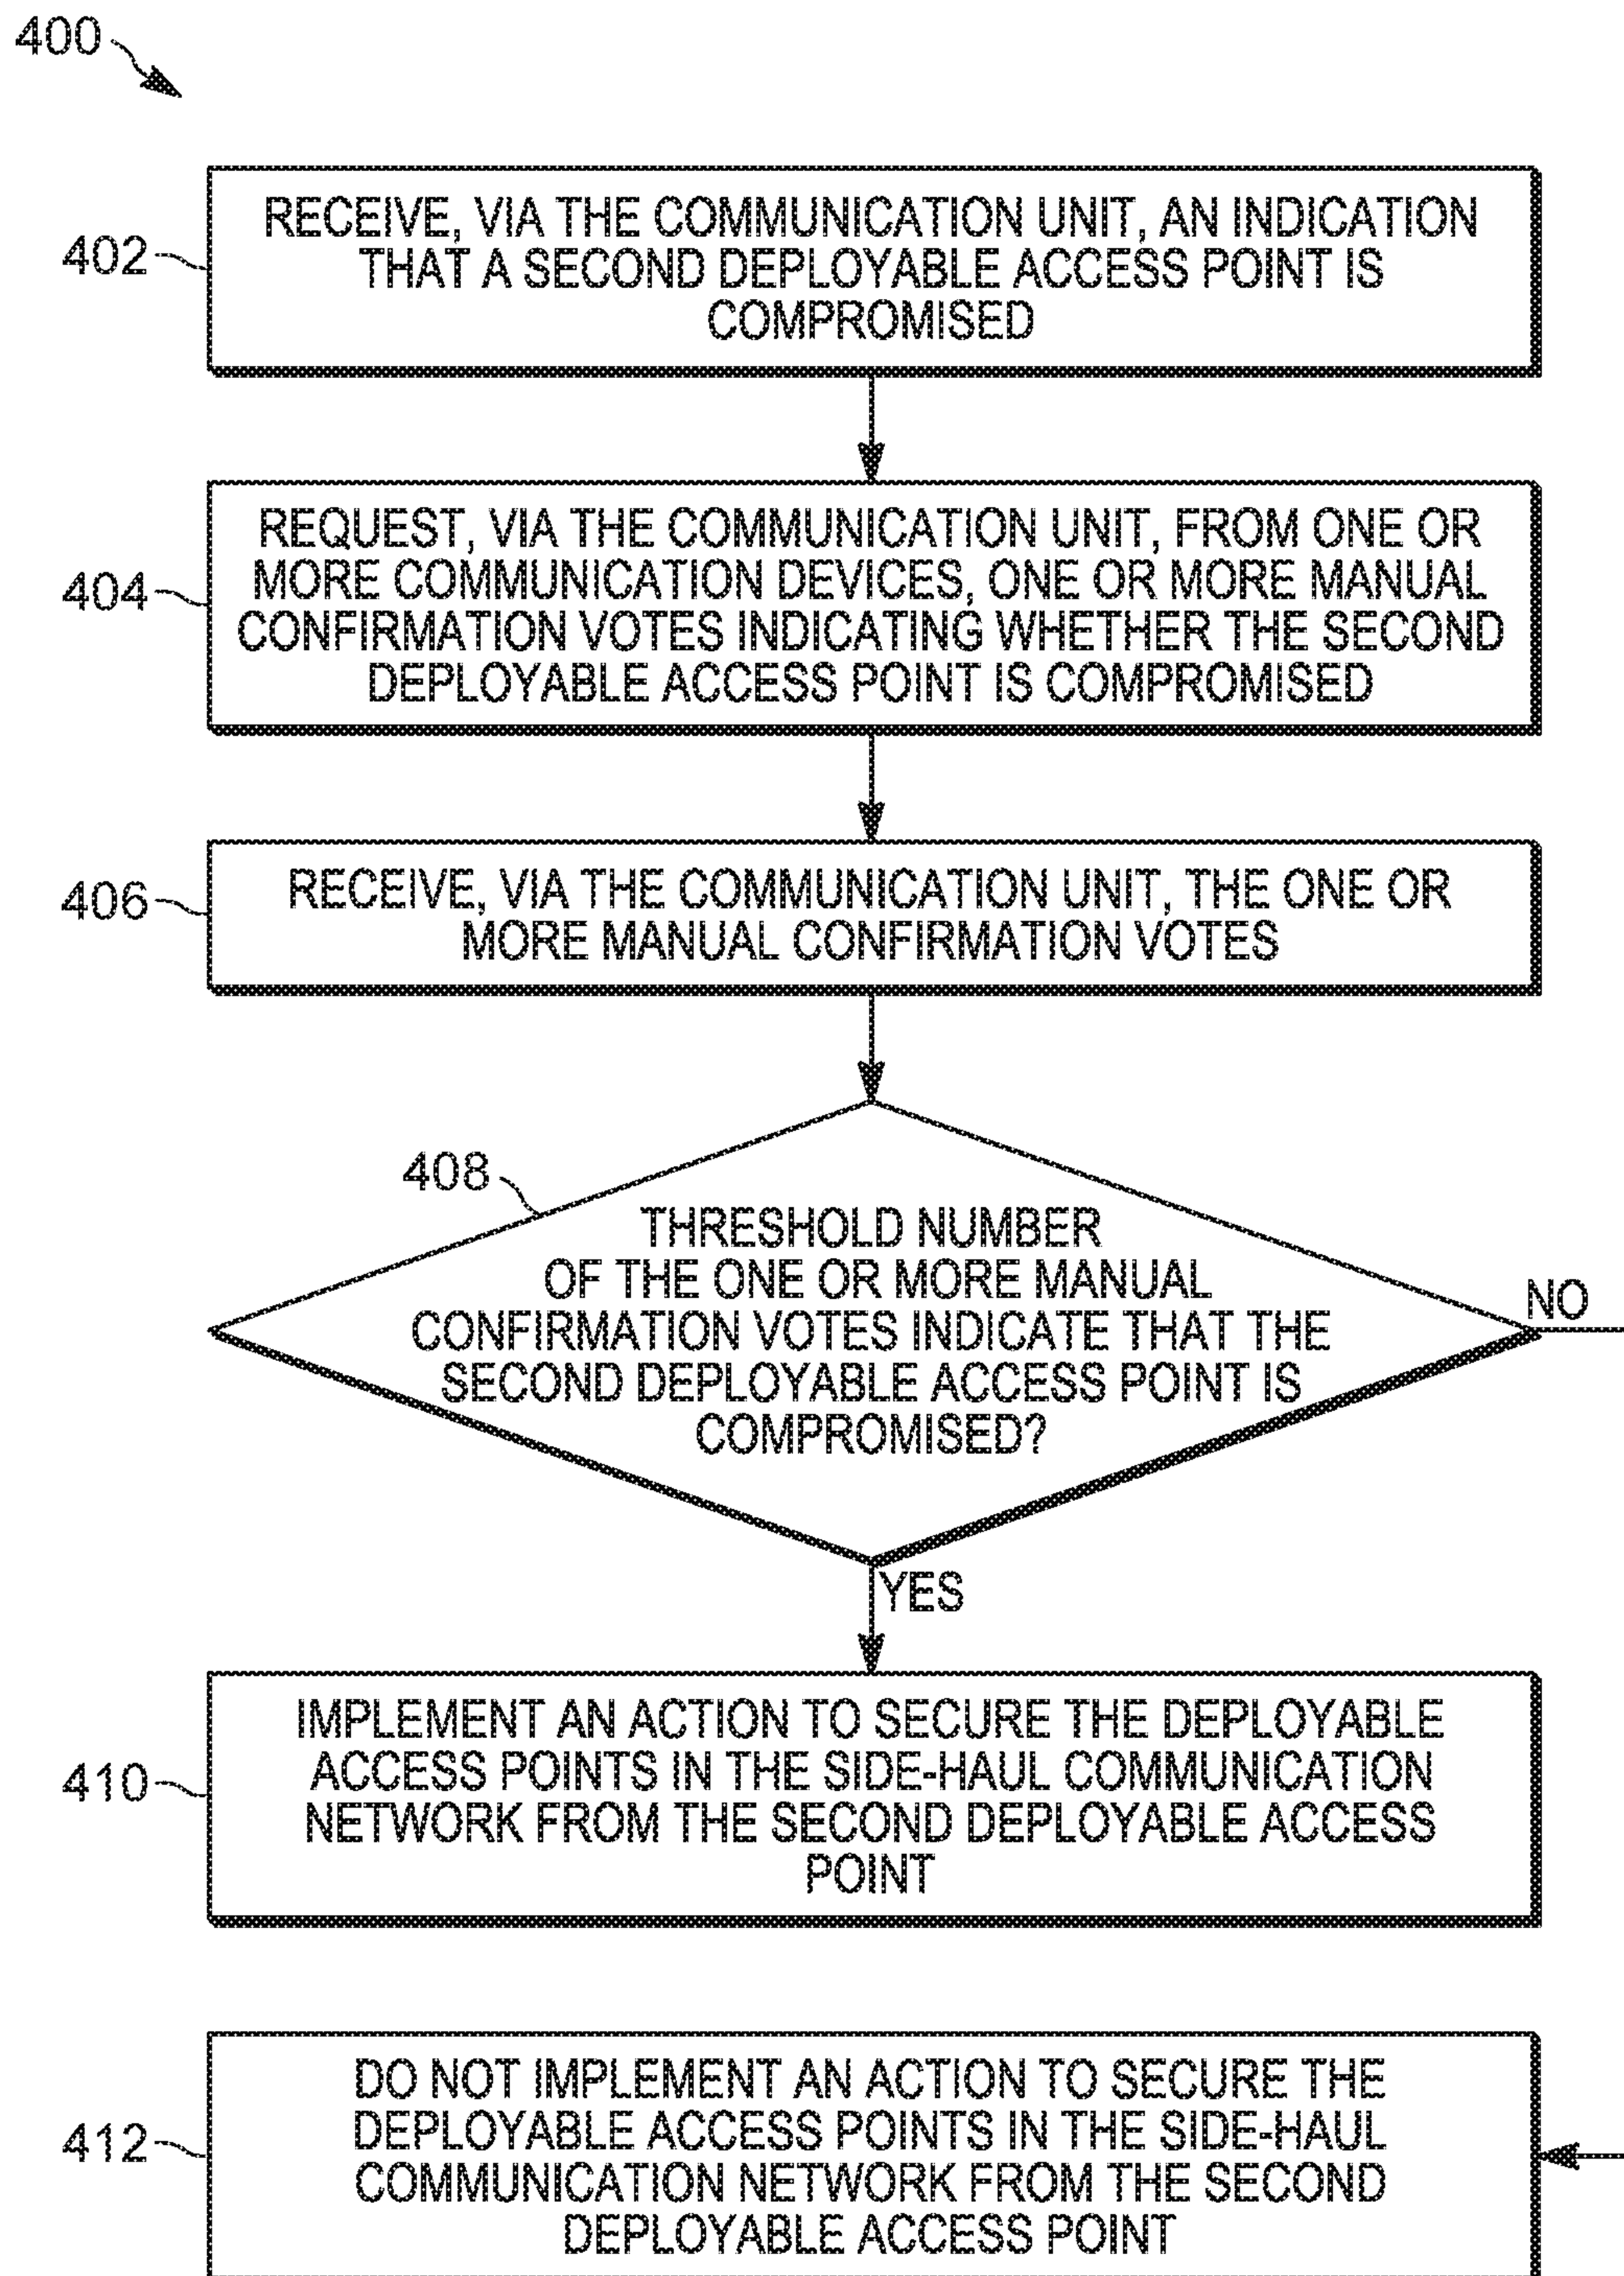 400
402
RECEIVE, VIA THE COMMUNICATION UNIT, AN INDICATION
THAT A SECOND DEPLOYABLE ACCESS POINT IS
COMPROMISED
404
REQUEST, VIA THE COMMUNICATION UNIT, FROM ONE OR
MORE COMMUNICATION DEVICES, ONE OR MORE MANUAL
CONFIRMATION VOTES INDICATING WHETHER THE SECOND
DEPLOYABLE ACCESS POINT IS COMPROMISED
406
RECEIVE, VIA THE COMMUNICATION UNIT, THE ONE OR
MORE MANUAL CONFIRMATION VOTES
408
THRESHOLD NUMBER
OF THE ONE OR MORE MANUAL
CONFIRMATION VOTES INDICATE THAT THE
SECOND DEPLOYABLE ACCESS POINT IS
COMPROMISED?
NO
YES
410
IMPLEMENT AN ACTION TO SECURE THE DEPLOYABLE
ACCESS POINTS IN THE SIDE-HAUL COMMUNICATION
NETWORK FROM THE SECOND DEPLOYABLE ACCESS
POINT
412
DO NOT IMPLEMENT AN ACTION TO SECURE THE
DEPLOYABLE ACCESS POINTS IN THE SIDE-HAUL
COMMUNICATION NETWORK FROM THE SECOND
DEPLOYABLE ACCESS POINT